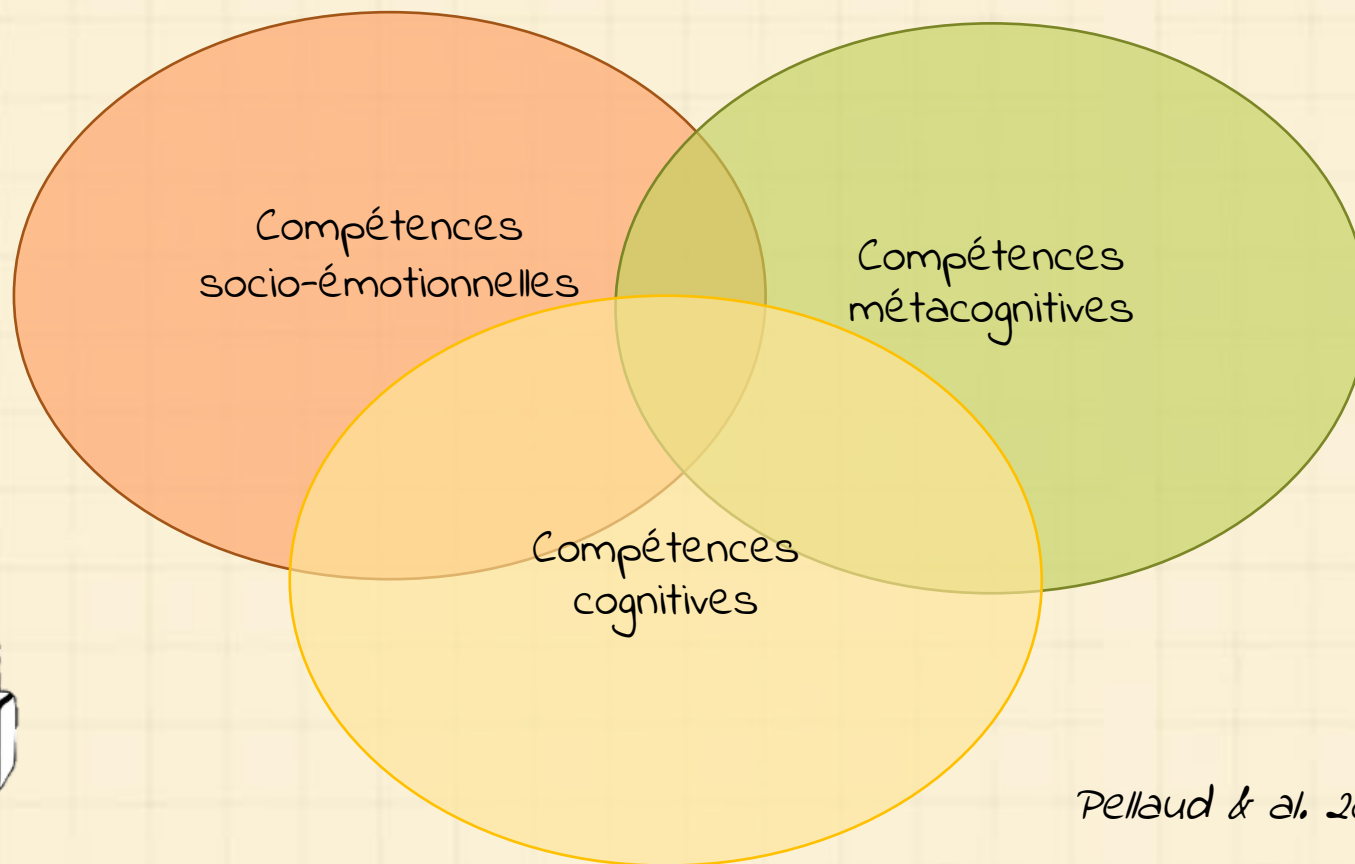 Compétences
socio-émotionnelles
Compétences
métacognitives
Compétences
cognitives
Pellaud & al.